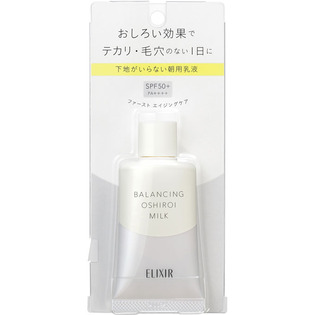 おしろい効果で
テカリ・毛穴のない1日に
下地がいらない朝用乳液
SPF50+
PA++++
ファースト エイジングケア
BALANCING
OSHIROI
MILK
ELIXIR